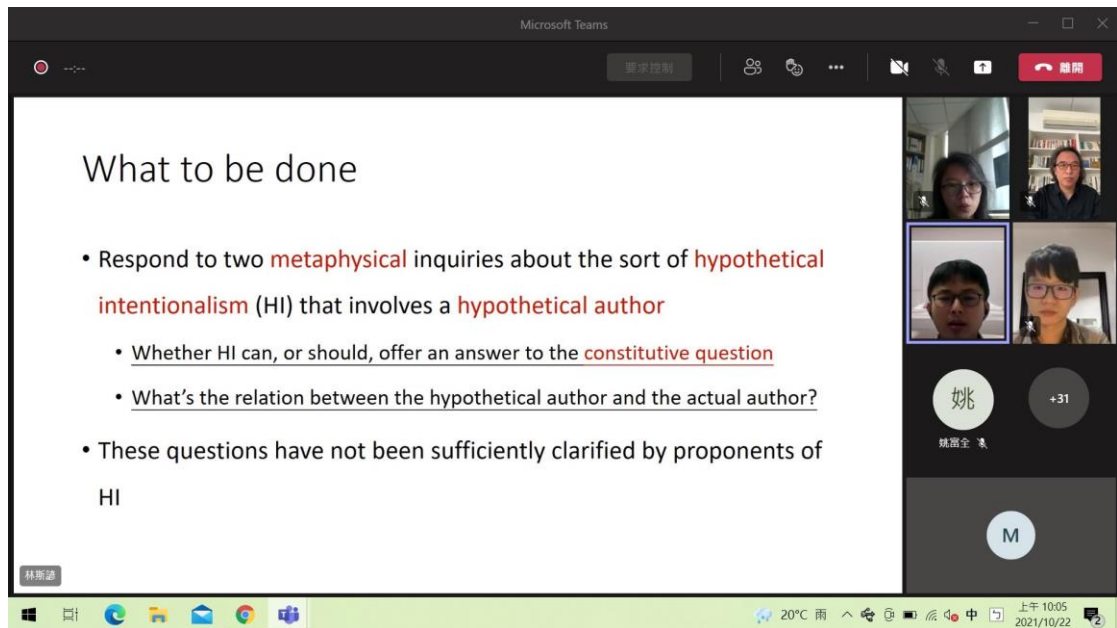 Microsoft Teams
--:--
要求控制
離開
What to be done
• Respond to two metaphysical inquiries about the sort of hypothetical
intentionalism (HI) that involves a hypothetical author
• Whether HI can, or should, offer an answer to the constitutive question
• What's the relation between the hypothetical author and the actual author?
• These questions have not been sufficiently clarified by proponents of
HI
姚
+31
姚富全
M
林斯諺
20°C 雨
中
ㄅ
上午 10:05
2021/10/22
2